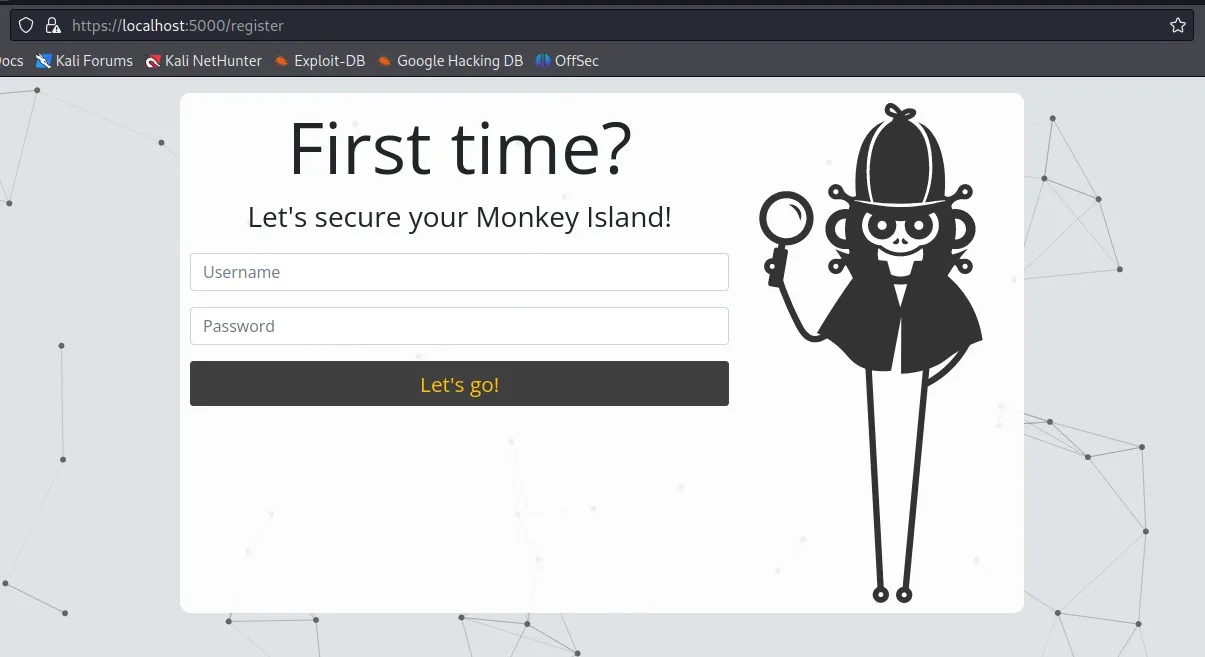 https://localhost:5000/register
ocs Kali Forums Kali NetHunter Exploit-DB Google Hacking DB OffSec
First time?
Let's secure your Monkey Island!
Username
Password
Let's go!